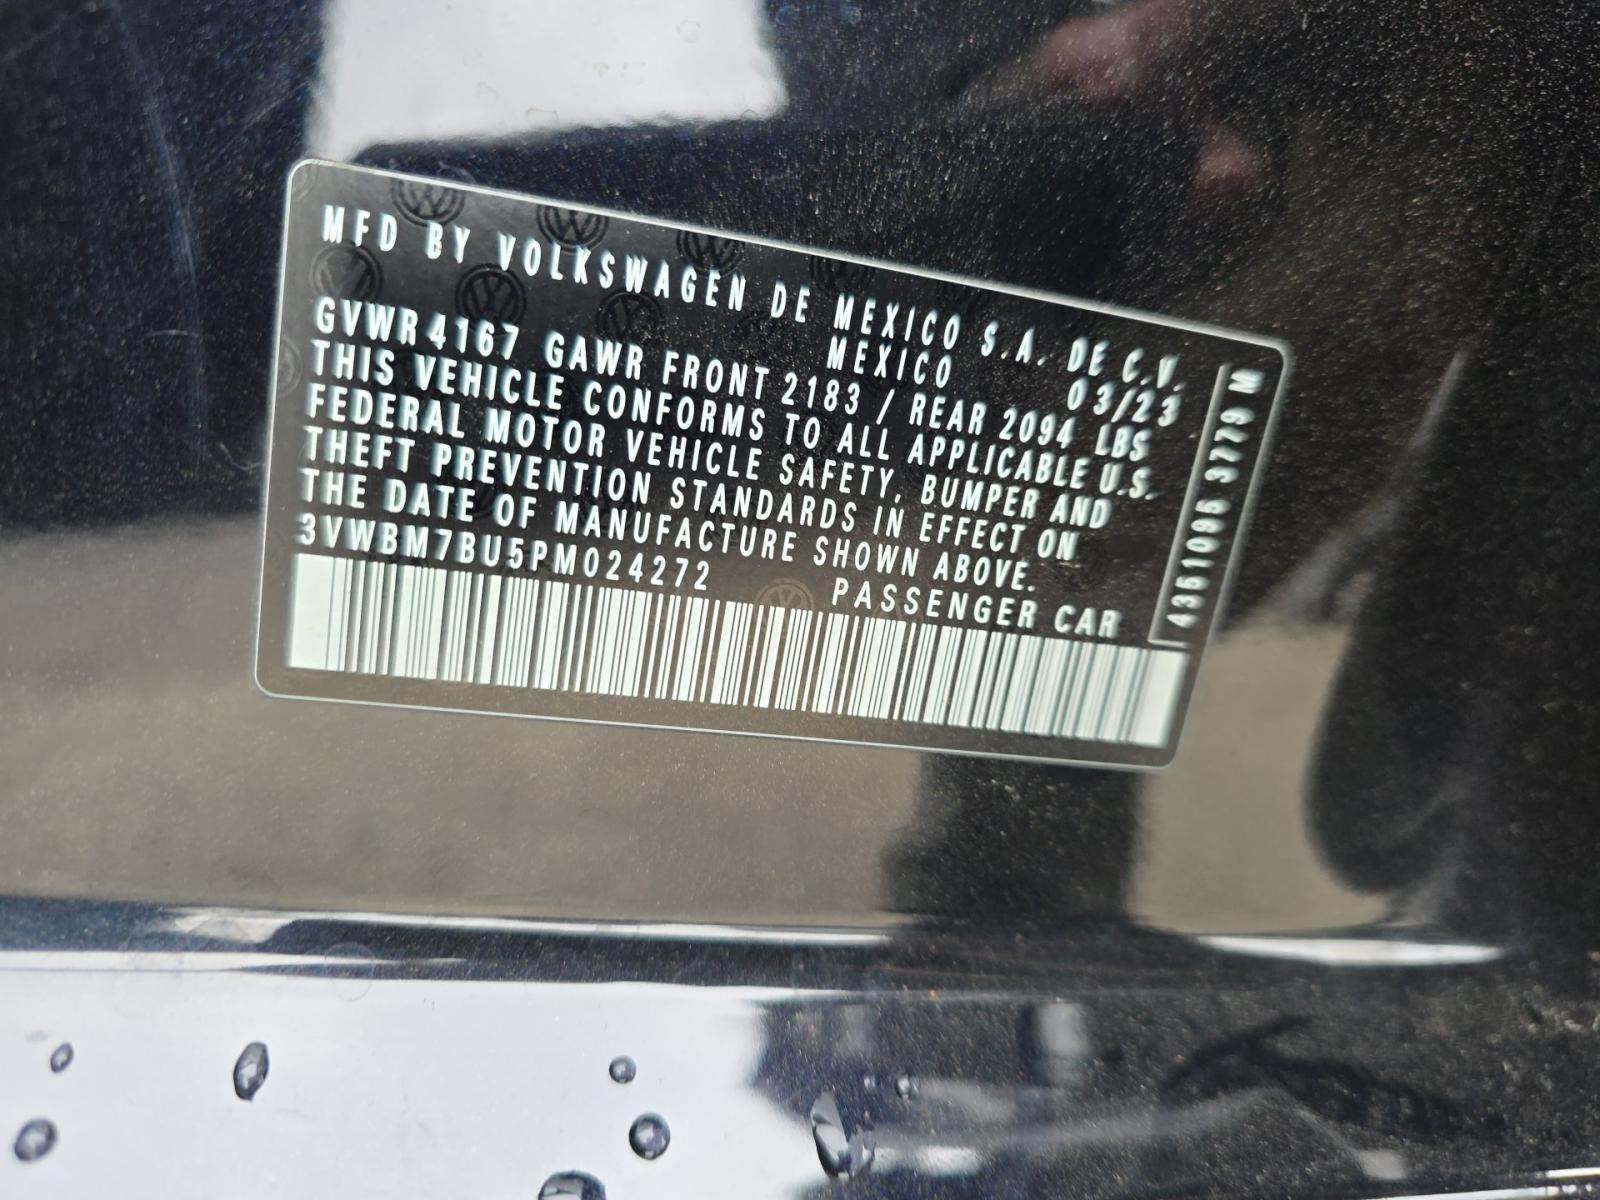 MFD BY VOLKSWAGEN DE MEXICO S.A. DE C.V.
MEXICO 03/23
GVWR 4167 GAWR FRONT 2183 / REAR 2094 LBS
THIS VEHICLE CONFORMS TO ALL APPLICABLE U.S.
FEDERAL MOTOR VEHICLE SAFETY, BUMPER AND
THEFT PREVENTION STANDARDS IN EFFECT ON
THE DATE OF MANUFACTURE SHOWN ABOVE.
3VWBM7BU5PM024272 PASSENGER CAR
4351095 3779 M